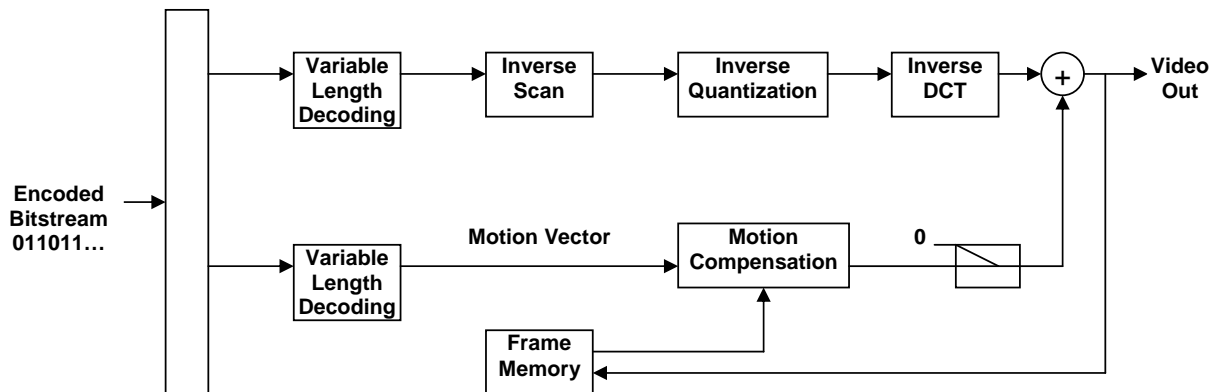 Variable
Length
Decoding
Inverse
Scan
Inverse
Quantization
Inverse
DCT
+
Video
Out
Encoded
Bitstream
011011…
Variable
Length
Decoding
Motion Vector
Motion
Compensation
0
Frame
Memory